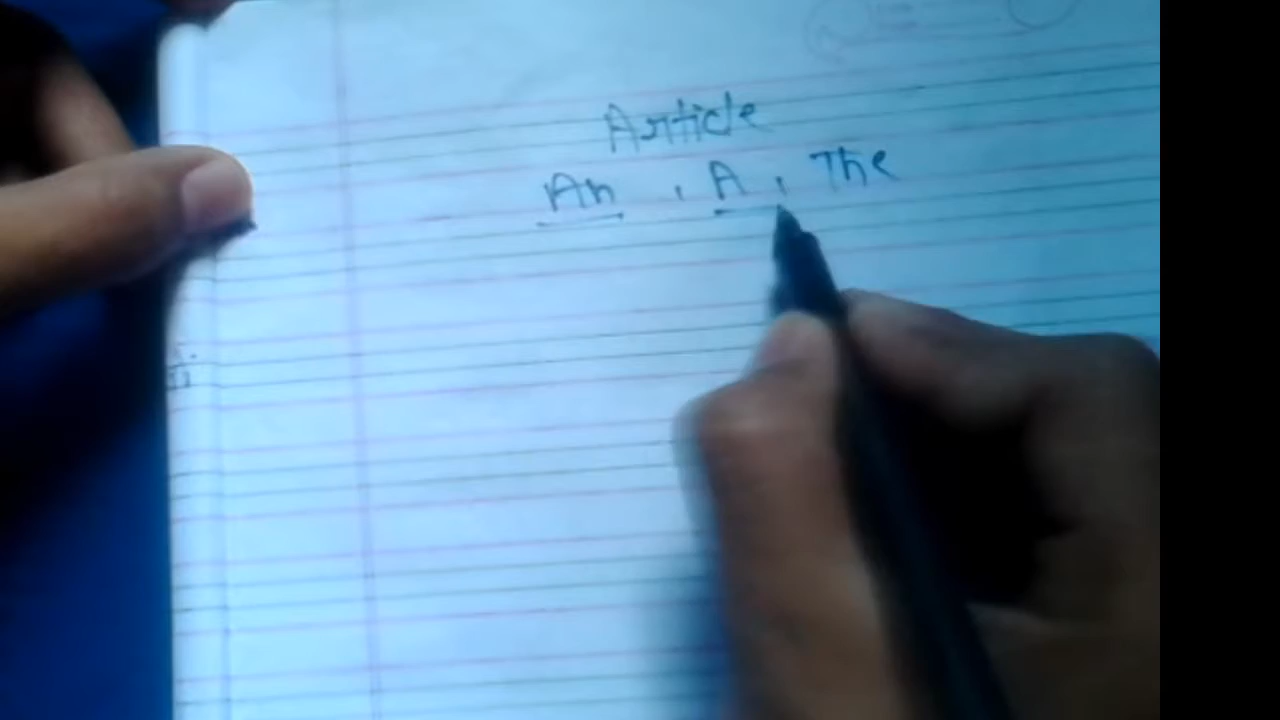 Article
An , A , The